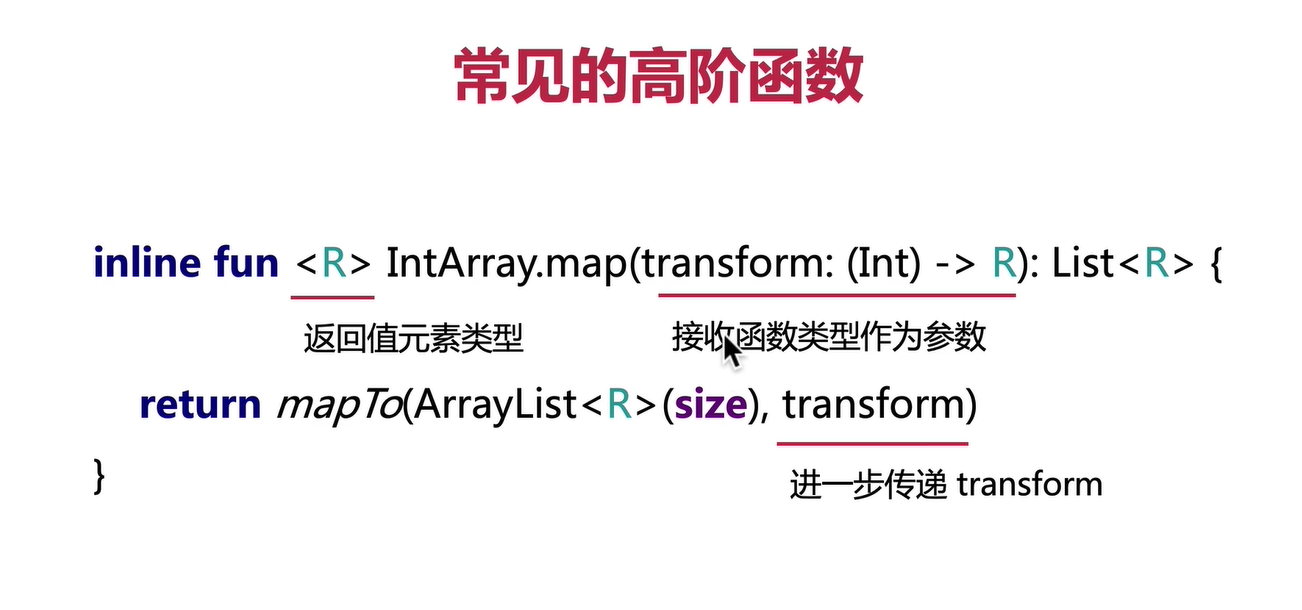 常见的高阶函数
inline fun <R> IntArray.map(transform: (Int) -> R): List<R> {
返回值元素类型 接收函数类型作为参数
return mapTo(ArrayList<R>(size), transform)
进一步传递 transform
}